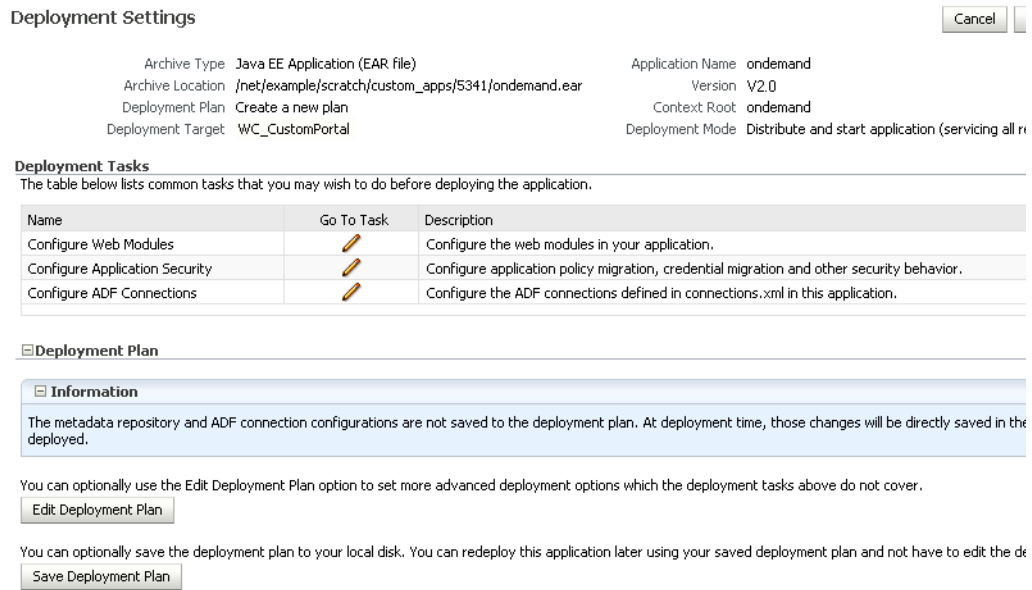 Deployment Settings
Cancel
Archive Type Java EE Application (EAR file)
Application Name ondemand
Archive Location /net/example/scratch/custom_apps/5341/ondemand.ear
Version V2.0
Deployment Plan Create a new plan
Context Root ondemand
Deployment Target WC_CustomPortal
Deployment Mode Distribute and start application (servicing all
Deployment Tasks
The table below lists common tasks that you may wish to do before deploying the application.
Name Go To Task Description
Configure Web Modules Configure the web modules in your application.
Configure Application Security Configure application policy migration, credential migration and other security behavior.
Configure ADF Connections Configure the ADF connections defined in connections.xml in this application.
Deployment Plan
Information
The metadata repository and ADF connection configurations are not saved to the deployment plan. At deployment time, those changes will be directly saved in the
deployed.
You can optionally use the Edit Deployment Plan option to set more advanced deployment options which the deployment tasks above do not cover.
Edit Deployment Plan
You can optionally save the deployment plan to your local disk. You can redeploy this application later using your saved deployment plan and not have to edit the
Save Deployment Plan